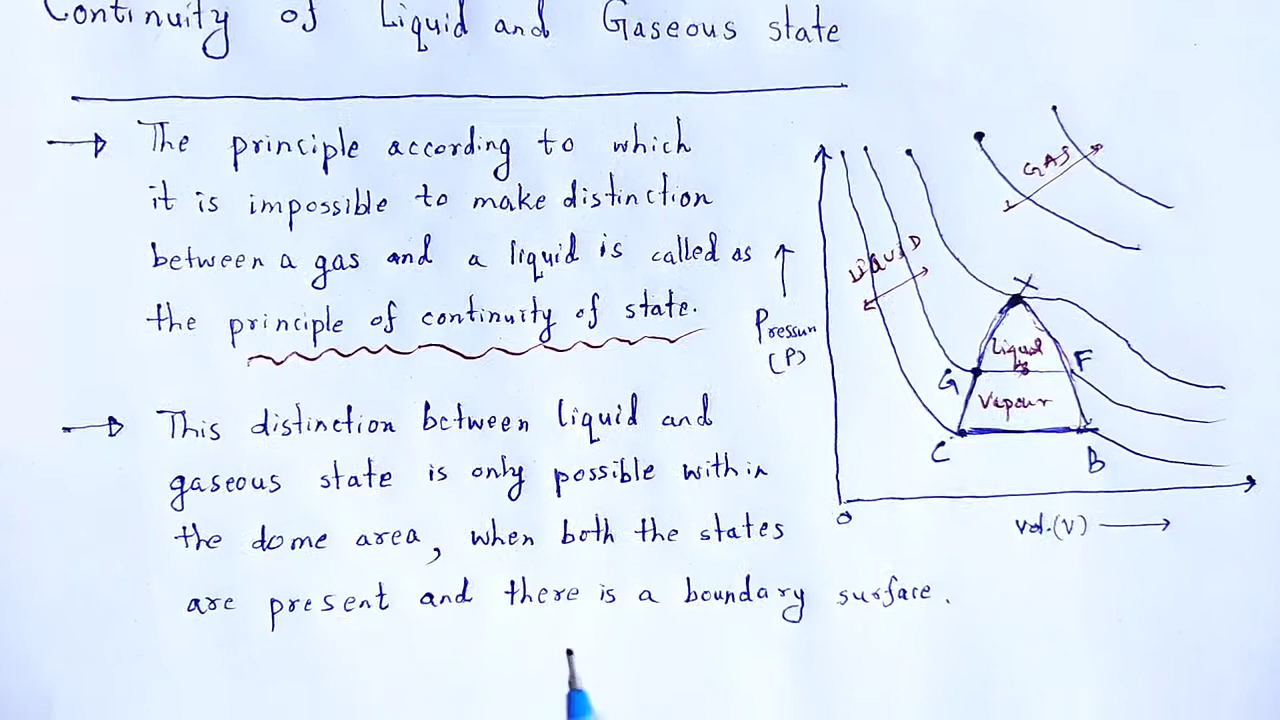 Continuity of Liquid and Gaseous state
→ The principle according to which
it is impossible to make distinction
between a gas and a liquid is called as
the principle of continuity of state.
→ This distinction between liquid and
gaseous state is only possible within
the dome area, when both the states
are present and there is a boundary surface.
GAS
LIQUID
X
Pressure
(P)
Liquid
&
Vapour
G
F
C
B
O
Vol.(V) →